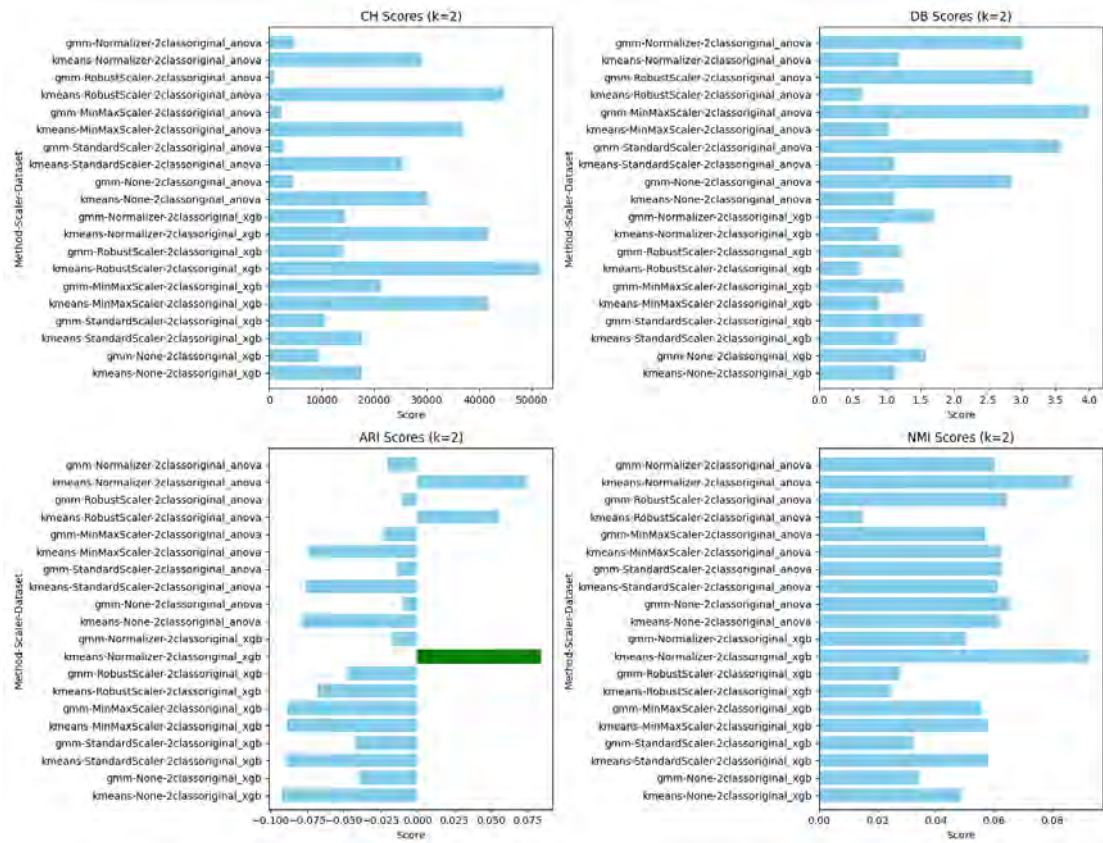 CH Scores (k=2)
Method-Scaler-Dataset
gmm-Normalizer-2classoriginal_anova
kmeans-Normalizer-2classoriginal_anova
gmm-RobustScaler-2classoriginal_anova
kmeans-RobustScaler-2classoriginal_anova
gmm-MinMaxScaler-2classoriginal_anova
kmeans-MinMaxScaler-2classoriginal_anova
gmm-StandardScaler-2classoriginal_anova
kmeans-StandardScaler-2classoriginal_anova
gmm-None-2classoriginal_anova
kmeans-None-2classoriginal_anova
gmm-Normalizer-2classoriginal_xgb
kmeans-Normalizer-2classoriginal_xgb
gmm-RobustScaler-2classoriginal_xgb
kmeans-RobustScaler-2classoriginal_xgb
gmm-MinMaxScaler-2classoriginal_xgb
kmeans-MinMaxScaler-2classoriginal_xgb
gmm-StandardScaler-2classoriginal_xgb
kmeans-StandardScaler-2classoriginal_xgb
gmm-None-2classoriginal_xgb
kmeans-None-2classoriginal_xgb
0 10000 20000 30000 40000 50000
Score
DB Scores (k=2)
Method-Scaler-Dataset
gmm-Normalizer-2classoriginal_anova
kmeans-Normalizer-2classoriginal_anova
gmm-RobustScaler-2classoriginal_anova
kmeans-RobustScaler-2classoriginal_anova
gmm-MinMaxScaler-2classoriginal_anova
kmeans-MinMaxScaler-2classoriginal_anova
gmm-StandardScaler-2classoriginal_anova
kmeans-StandardScaler-2classoriginal_anova
gmm-None-2classoriginal_anova
kmeans-None-2classoriginal_anova
gmm-Normalizer-2classoriginal_xgb
kmeans-Normalizer-2classoriginal_xgb
gmm-RobustScaler-2classoriginal_xgb
kmeans-RobustScaler-2classoriginal_xgb
gmm-MinMaxScaler-2classoriginal_xgb
kmeans-MinMaxScaler-2classoriginal_xgb
gmm-StandardScaler-2classoriginal_xgb
kmeans-StandardScaler-2classoriginal_xgb
gmm-None-2classoriginal_xgb
kmeans-None-2classoriginal_xgb
0.0 0.5 1.0 1.5 2.0 2.5 3.0 3.5 4.0
Score
ARI Scores (k=2)
Method-Scaler-Dataset
gmm-Normalizer-2classoriginal_anova
kmeans-Normalizer-2classoriginal_anova
gmm-RobustScaler-2classoriginal_anova
kmeans-RobustScaler-2classoriginal_anova
gmm-MinMaxScaler-2classoriginal_anova
kmeans-MinMaxScaler-2classoriginal_anova
gmm-StandardScaler-2classoriginal_anova
kmeans-StandardScaler-2classoriginal_anova
gmm-None-2classoriginal_anova
kmeans-None-2classoriginal_anova
gmm-Normalizer-2classoriginal_xgb
kmeans-Normalizer-2classoriginal_xgb
gmm-RobustScaler-2classoriginal_xgb
kmeans-RobustScaler-2classoriginal_xgb
gmm-MinMaxScaler-2classoriginal_xgb
kmeans-MinMaxScaler-2classoriginal_xgb
gmm-StandardScaler-2classoriginal_xgb
kmeans-StandardScaler-2classoriginal_xgb
gmm-None-2classoriginal_xgb
kmeans-None-2classoriginal_xgb
−0.100 −0.075 −0.050 −0.025 0.000 0.025 0.050 0.075
Score
NMI Scores (k=2)
Method-Scaler-Dataset
gmm-Normalizer-2classoriginal_anova
kmeans-Normalizer-2classoriginal_anova
gmm-RobustScaler-2classoriginal_anova
kmeans-RobustScaler-2classoriginal_anova
gmm-MinMaxScaler-2classoriginal_anova
kmeans-MinMaxScaler-2classoriginal_anova
gmm-StandardScaler-2classoriginal_anova
kmeans-StandardScaler-2classoriginal_anova
gmm-None-2classoriginal_anova
kmeans-None-2classoriginal_anova
gmm-Normalizer-2classoriginal_xgb
kmeans-Normalizer-2classoriginal_xgb
gmm-RobustScaler-2classoriginal_xgb
kmeans-RobustScaler-2classoriginal_xgb
gmm-MinMaxScaler-2classoriginal_xgb
kmeans-MinMaxScaler-2classoriginal_xgb
gmm-StandardScaler-2classoriginal_xgb
kmeans-StandardScaler-2classoriginal_xgb
gmm-None-2classoriginal_xgb
kmeans-None-2classoriginal_xgb
0.00 0.02 0.04 0.06 0.08
Score